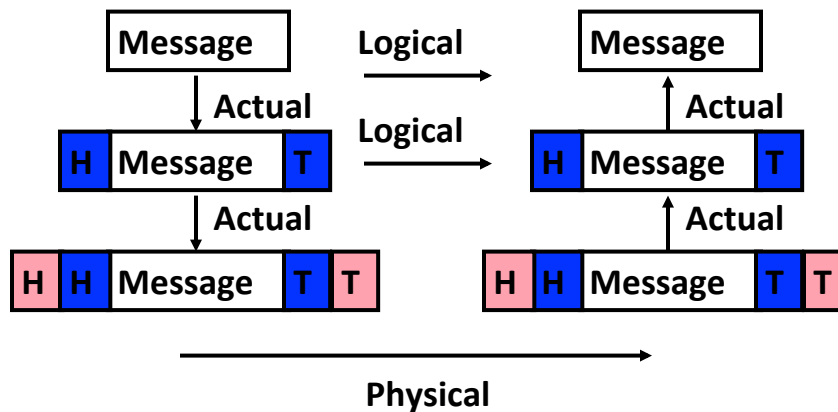 Message Logical Message
Actual Actual
H Message T Logical H Message T
Actual Actual
H H Message T T H H Message T T
Physical